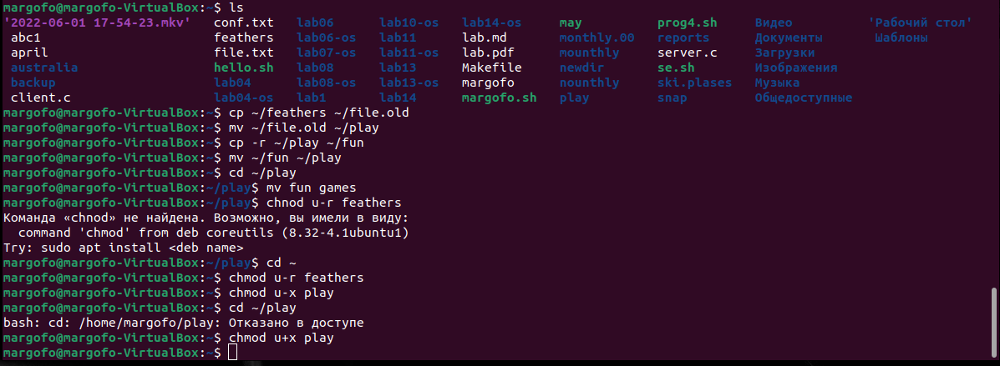 margofo@margofo-VirtualBox:~$ ls
'2022-06-01 17-54-23.mkv' conf.txt lab06 lab10-os lab14-os may prog4.sh Видео 'Рабочий стол'
abc1 feathers lab06-os lab11 lab.md monthly.00 reports Документы Шаблоны
april file.txt lab07-os lab11-os lab.pdf mounthly server.c Загрузки
australia hello.sh lab08 lab13 Makefile newdir se.sh Изображения
backup lab04 lab08-os lab13-os margofo nounthly ski.plases Музыка
client.c lab04-os lab1 lab14 margofo.sh play snap Общедоступные
margofo@margofo-VirtualBox:~$ cp ~/feathers ~/file.old
margofo@margofo-VirtualBox:~$ mv ~/file.old ~/play
margofo@margofo-VirtualBox:~$ cp -r ~/play ~/fun
margofo@margofo-VirtualBox:~$ mv ~/fun ~/play
margofo@margofo-VirtualBox:~$ cd ~/play
margofo@margofo-VirtualBox:~/play$ mv fun games
margofo@margofo-VirtualBox:~/play$ chnod u-r feathers
Команда «chnod» не найдена. Возможно, вы имели в виду:
command 'chmod' from deb coreutils (8.32-4.1ubuntu1)
Try: sudo apt install <deb name>
margofo@margofo-VirtualBox:~/play$ cd ~
margofo@margofo-VirtualBox:~$ chmod u-r feathers
margofo@margofo-VirtualBox:~$ chmod u-x play
margofo@margofo-VirtualBox:~$ cd ~/play
bash: cd: /home/margofo/play: Отказано в доступе
margofo@margofo-VirtualBox:~$ chmod u+x play
margofo@margofo-VirtualBox:~$